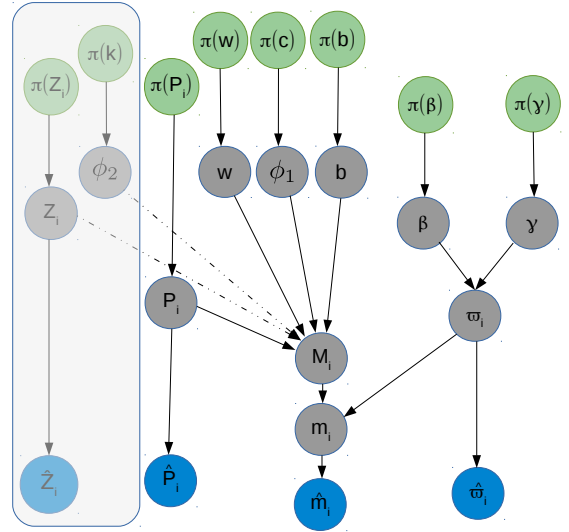 π(k)
π(w)
π(c)
π(b)
π(Z_i)
π(P_i)
π(β)
π(γ)
ϕ_2
w
ϕ_1
b
Z_i
β
γ
P_i
ϖ_i
M_i
m_i
Ẑ_i
P̂_i
m̂_i
ϖ̂_i